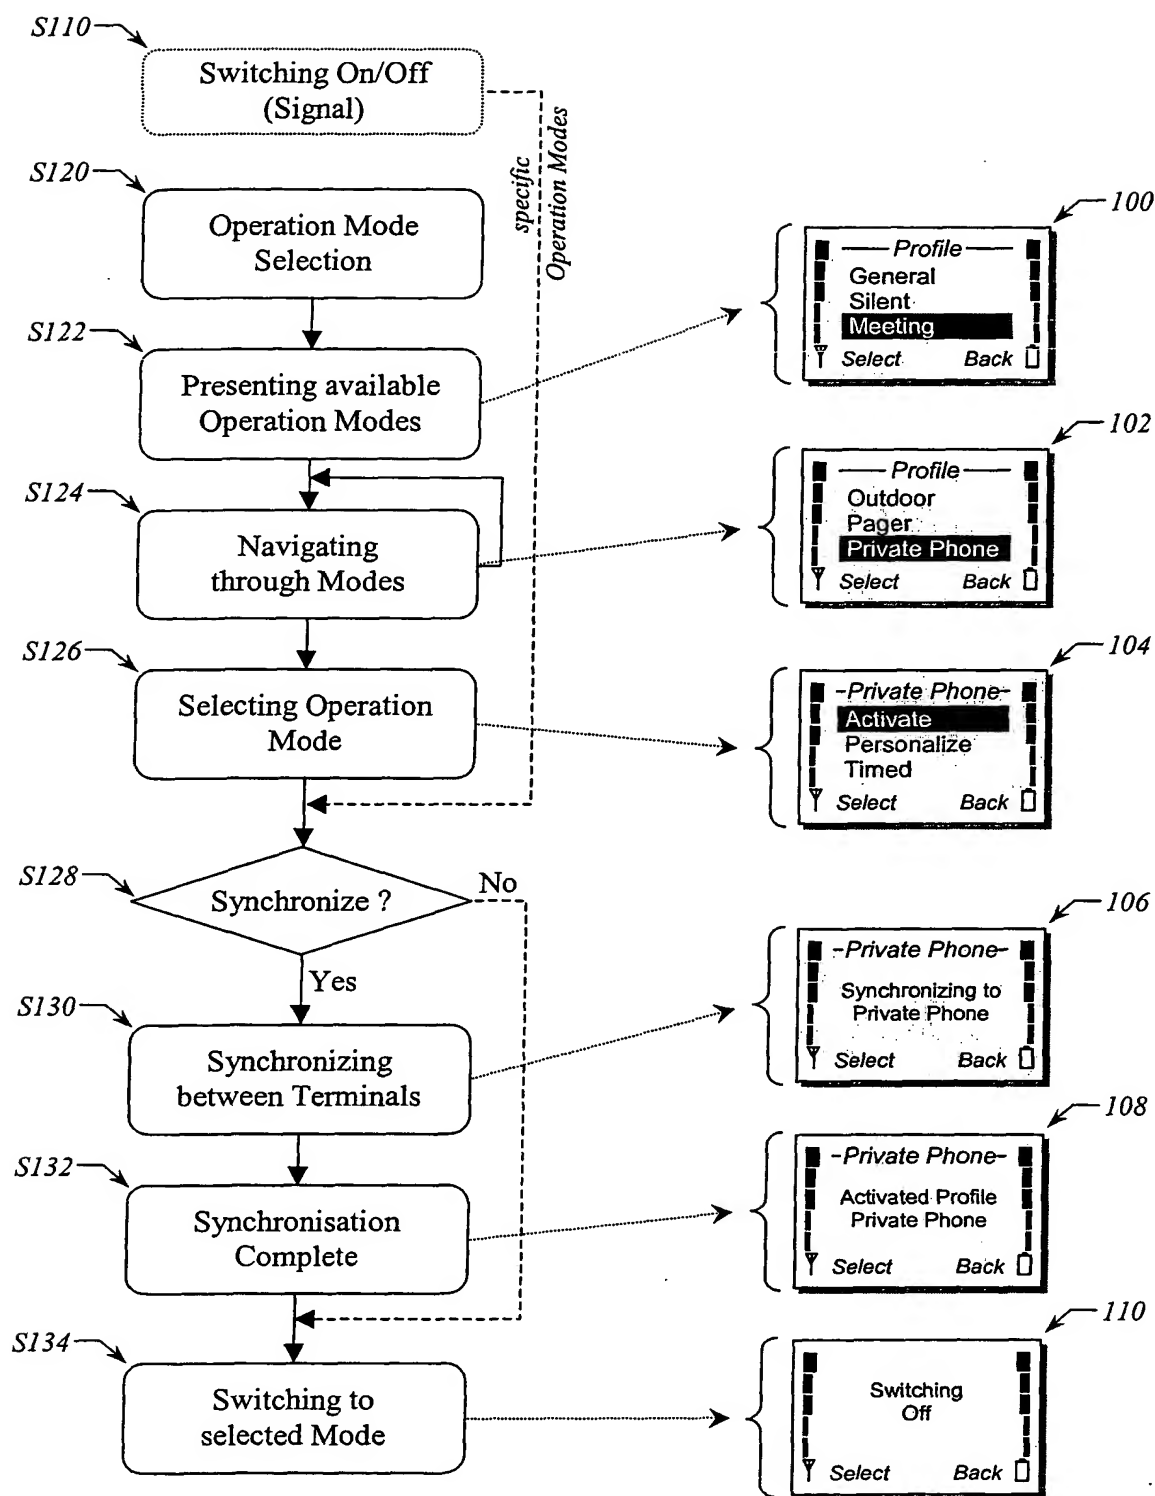 S110
Switching On/Off
(Signal)
specific
Operation Modes
S120
Operation Mode
Selection
S122
Presenting available
Operation Modes
S124
Navigating
through Modes
S126
Selecting Operation
Mode
S128
Synchronize ?
No
Yes
S130
Synchronizing
between Terminals
S132
Synchronisation
Complete
S134
Switching to
selected Mode
100
Profile
General
Silent
Meeting
Select Back
102
Profile
Outdoor
Pager
Private Phone
Select Back
104
-Private Phone-
Activate
Personalize
Timed
Select Back
106
-Private Phone-
Synchronizing to
Private Phone
Select Back
108
-Private Phone-
Activated Profile
Private Phone
Select Back
110
Switching
Off
Select Back